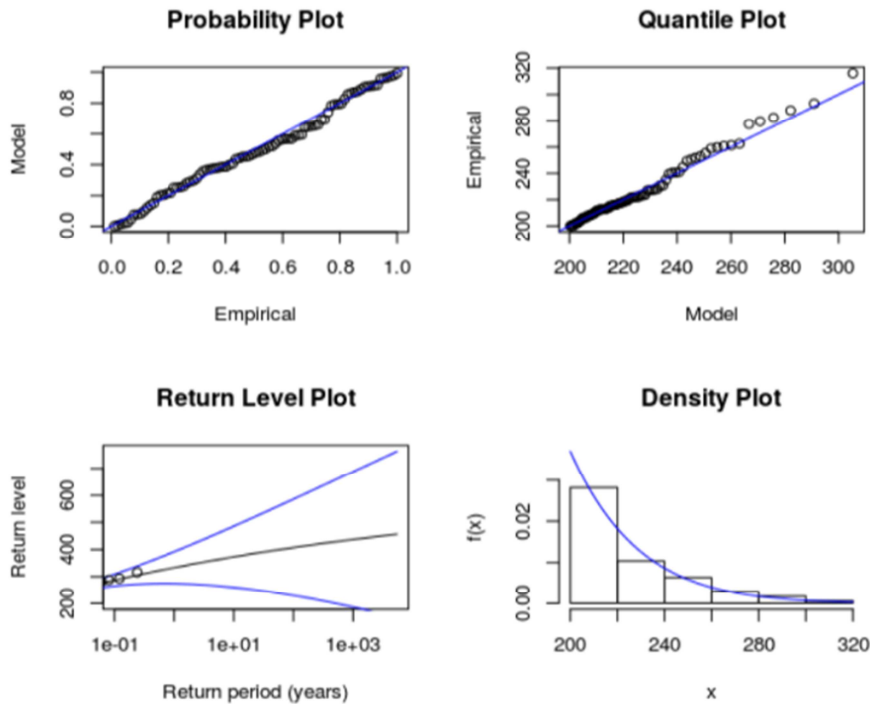 Probability Plot
Model
0.0 0.4 0.8
0.0 0.2 0.4 0.6 0.8 1.0
Empirical
Quantile Plot
Empirical
200 240 280 320
200 220 240 260 280 300
Model
Return Level Plot
Return level
200 400 600
1e-01 1e+01 1e+03
Return period (years)
Density Plot
f(x)
0.00 0.02
200 240 280 320
x